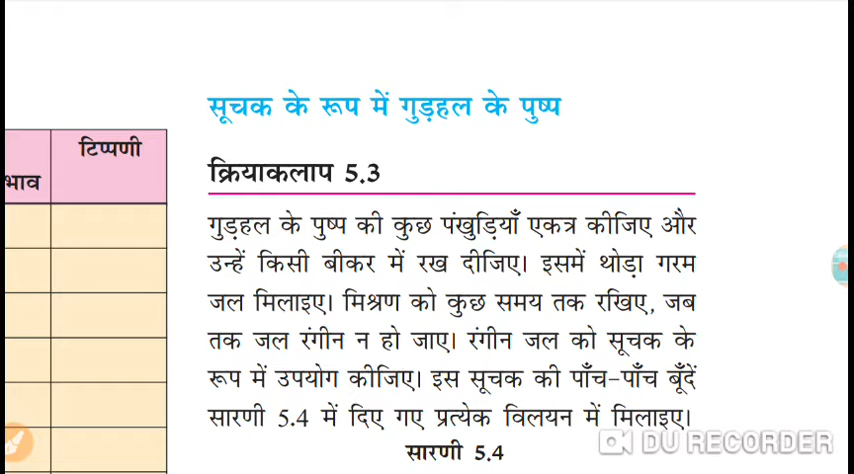 सूचक के रूप में गुड़हल के पुष्प
टिप्पणी
भाव
क्रियाकलाप 5.3
गुड़हल के पुष्प की कुछ पंखुड़ियाँ एकत्र कीजिए और
उन्हें किसी बीकर में रख दीजिए। इसमें थोड़ा गरम
जल मिलाइए। मिश्रण को कुछ समय तक रखिए, जब
तक जल रंगीन न हो जाए। रंगीन जल को सूचक के
रूप में उपयोग कीजिए। इस सूचक की पाँच-पाँच बूँदें
सारणी 5.4 में दिए गए प्रत्येक विलयन में मिलाइए।
सारणी 5.4
DU RECORDER